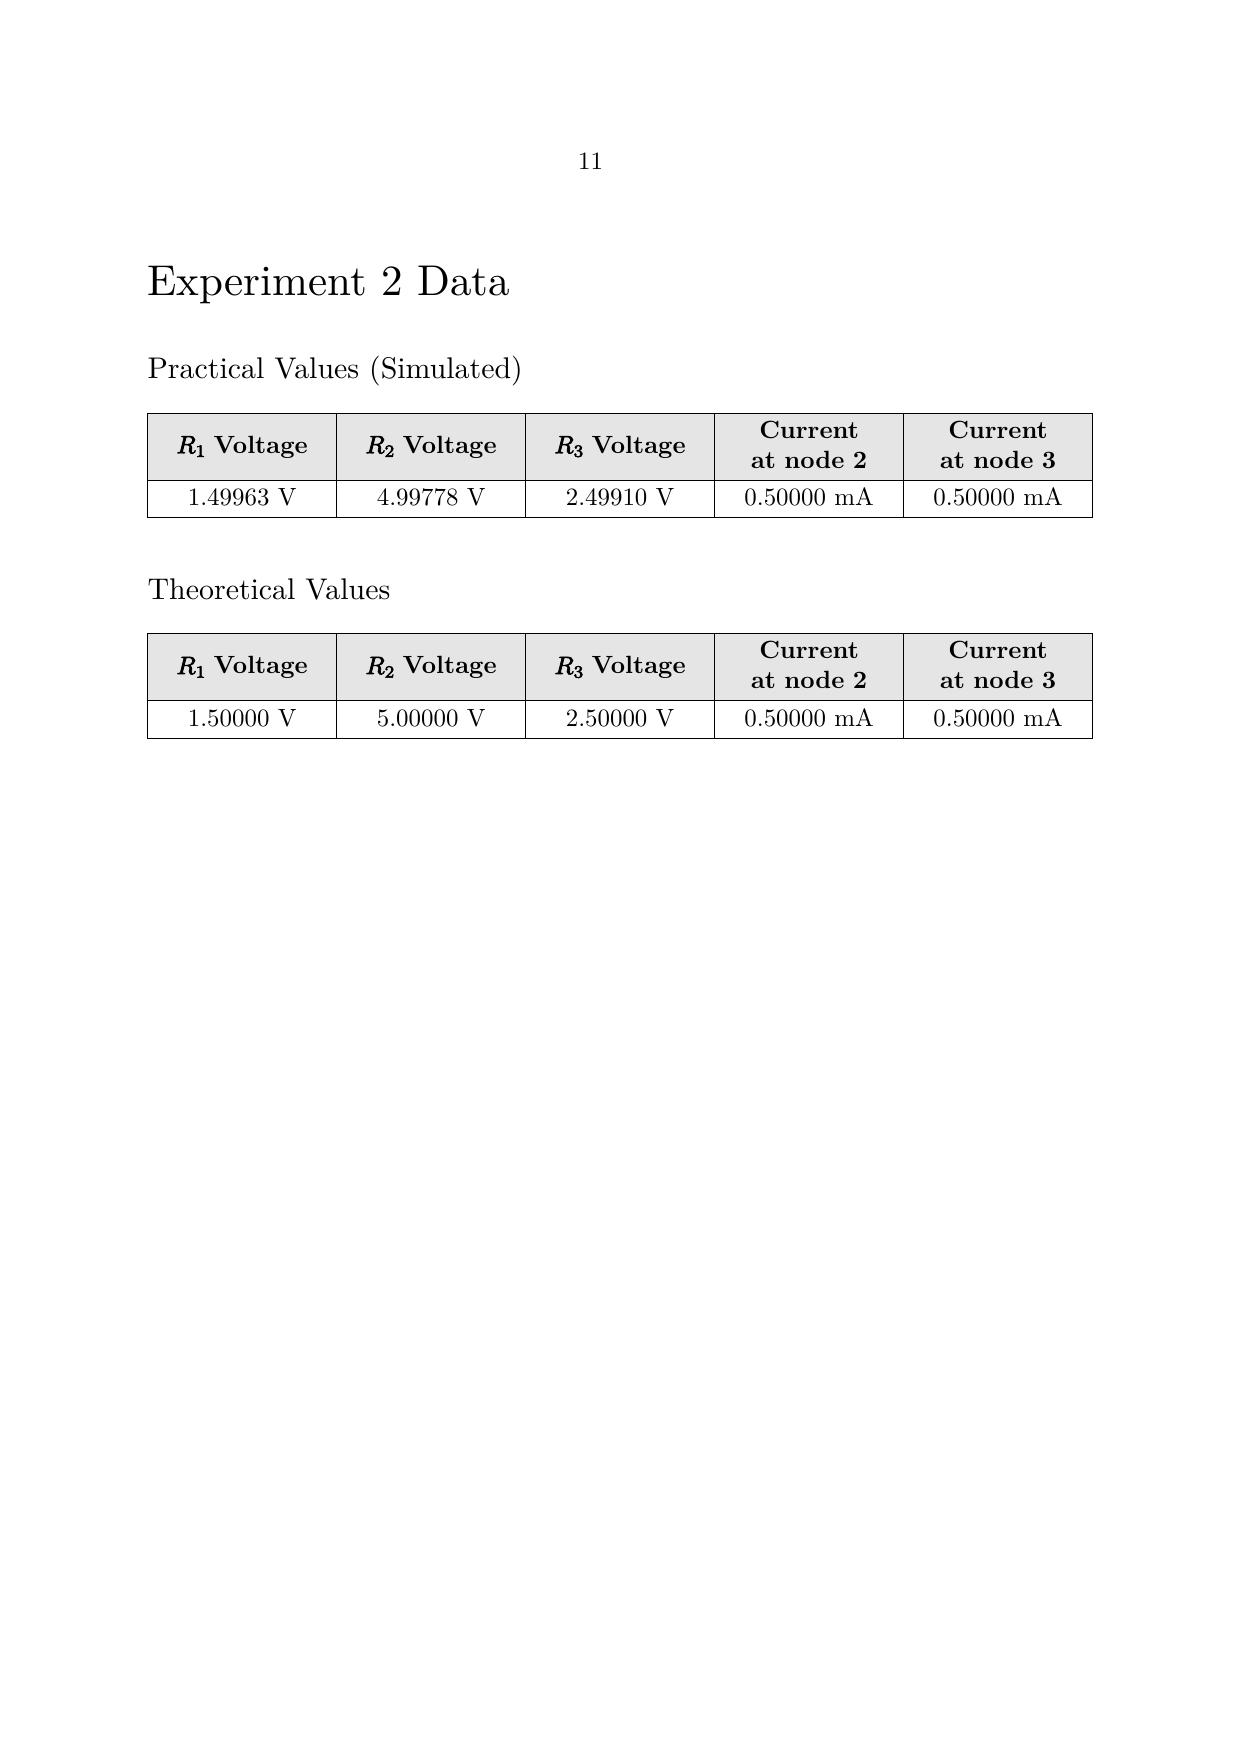 11
Experiment 2 Data
Practical Values (Simulated)
R1 Voltage R2 Voltage R3 Voltage Current at node 2 Current at node 3
1.49963 V 4.99778 V 2.49910 V 0.50000 mA 0.50000 mA
Theoretical Values
R1 Voltage R2 Voltage R3 Voltage Current at node 2 Current at node 3
1.50000 V 5.00000 V 2.50000 V 0.50000 mA 0.50000 mA